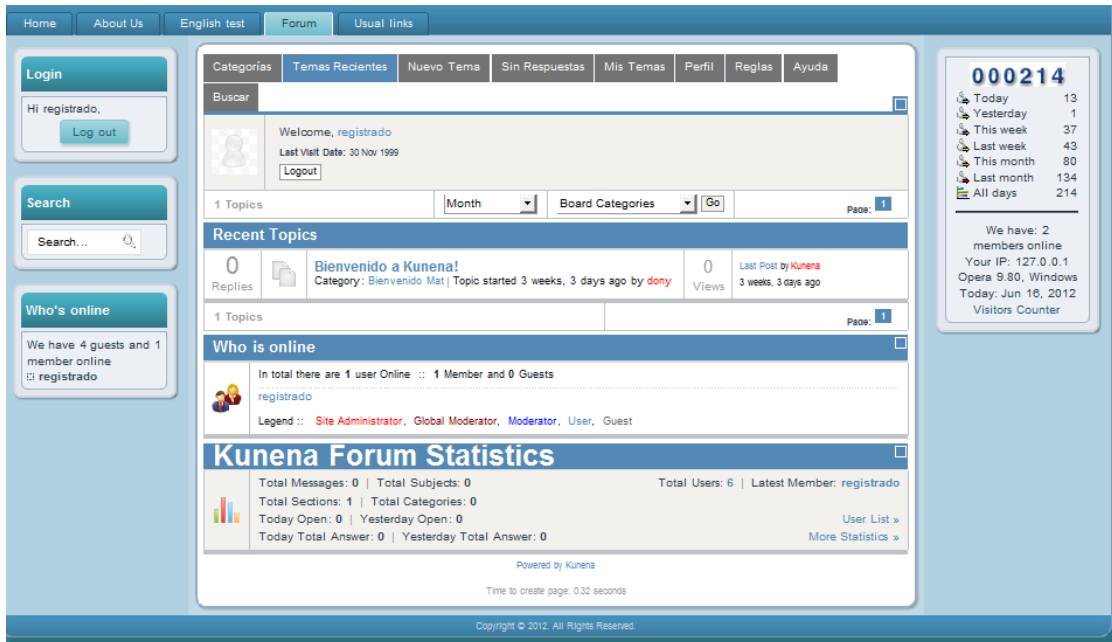 Home About Us English test Forum Usual links
Login
Hi registrado,
Log out
Search
Search...
Who's online
We have 4 guests and 1
member online
registrado
Categorías Temas Recientes Nuevo Tema Sin Respuestas Mis Temas Perfil Reglas Ayuda
Buscar
Welcome, registrado
Last Visit Date: 30 Nov 1999
Logout
1 Topics Month Board Categories Go Page: 1
Recent Topics
0 Replies
Bienvenido a Kunena!
Category: Bienvenido Mat | Topic started 3 weeks, 3 days ago by dony
0 Views
Last Post by Kunena
3 weeks, 3 days ago
1 Topics Page: 1
Who is online
In total there are 1 user Online :: 1 Member and 0 Guests
registrado
Legend :: Site Administrator, Global Moderator, Moderator, User, Guest
Kunena Forum Statistics
Total Messages: 0 | Total Subjects: 0 Total Users: 6 | Latest Member: registrado
Total Sections: 1 | Total Categories: 0
Today Open: 0 | Yesterday Open: 0 User List »
Today Total Answer: 0 | Yesterday Total Answer: 0 More Statistics »
Powered by Kunena
Time to create page: 0.32 seconds
000214
Today 13
Yesterday 1
This week 37
Last week 43
This month 80
Last month 134
All days 214
We have: 2
members online
Your IP: 127.0.0.1
Opera 9.80, Windows
Today: Jun 16, 2012
Visitors Counter
Copyright © 2012. All Rights Reserved.